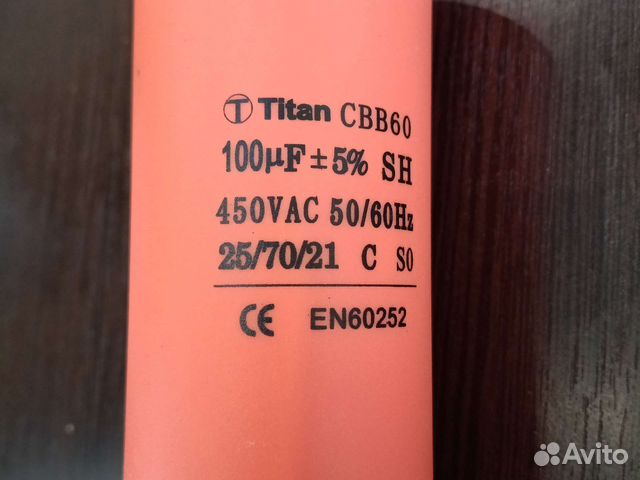 Titan CBB60
100µF ± 5% SH
450VAC 50/60Hz
25/70/21 C S0
CE EN60252
Avito